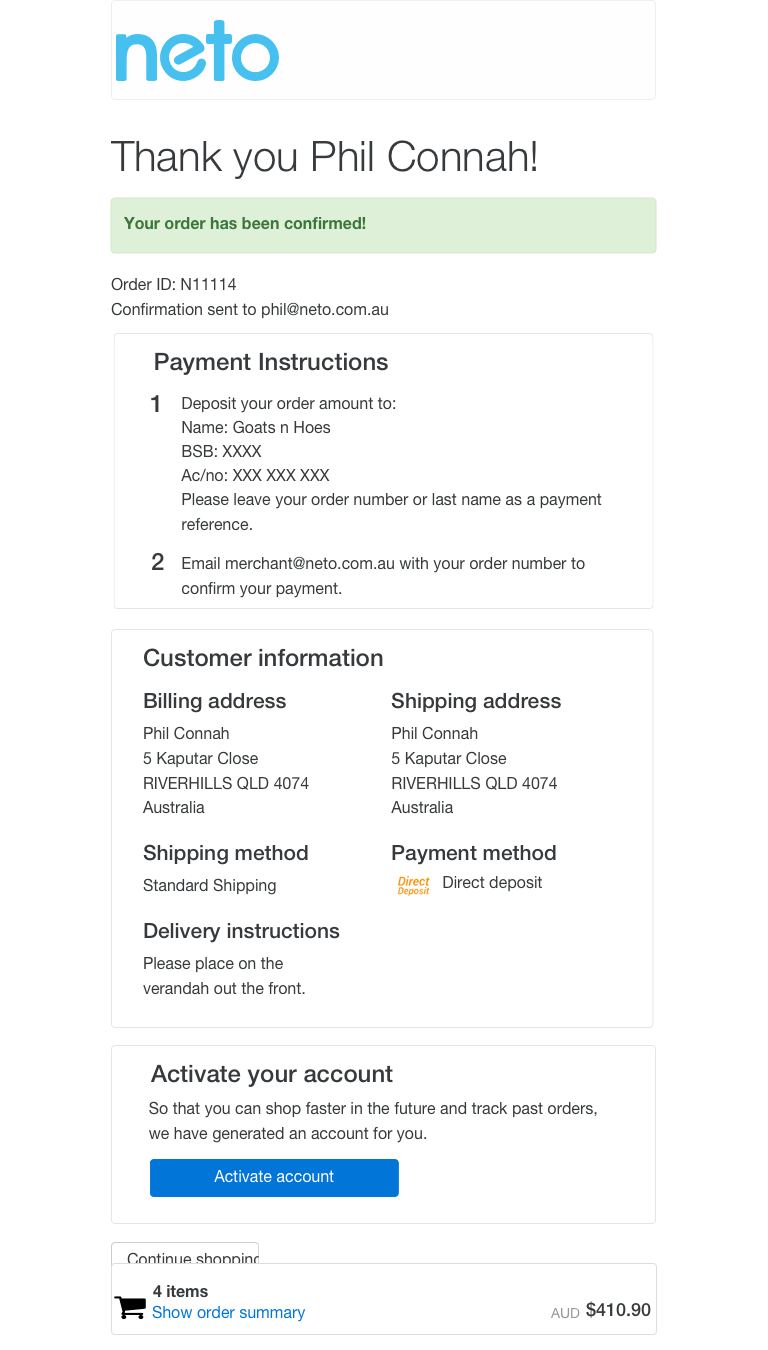 neto
Thank you Phil Connah!
Your order has been confirmed!
Order ID: N11114
Confirmation sent to phil@neto.com.au
Payment Instructions
1 Deposit your order amount to:
Name: Goats n Hoes
BSB: XXXX
Ac/no: XXX XXX XXX
Please leave your order number or last name as a payment
reference.
2 Email merchant@neto.com.au with your order number to
confirm your payment.
Customer information
Billing address
Phil Connah
5 Kaputar Close
RIVERHILLS QLD 4074
Australia
Shipping address
Phil Connah
5 Kaputar Close
RIVERHILLS QLD 4074
Australia
Shipping method
Standard Shipping
Payment method
Direct
Deposit
Direct deposit
Delivery instructions
Please place on the
verandah out the front.
Activate your account
So that you can shop faster in the future and track past orders,
we have generated an account for you.
Activate account
Continue shopping
4 items
Show order summary
AUD $410.90